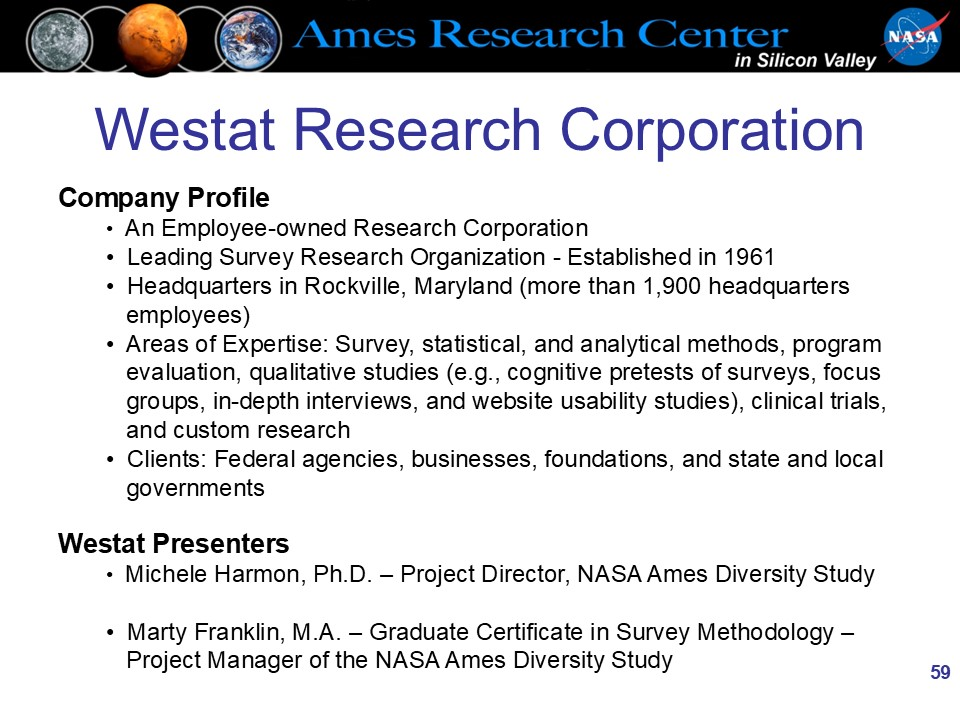 Ames Research Center
in Silicon Valley
NASA
Westat Research Corporation
Company Profile
• An Employee-owned Research Corporation
• Leading Survey Research Organization - Established in 1961
• Headquarters in Rockville, Maryland (more than 1,900 headquarters
employees)
• Areas of Expertise: Survey, statistical, and analytical methods, program
evaluation, qualitative studies (e.g., cognitive pretests of surveys, focus
groups, in-depth interviews, and website usability studies), clinical trials,
and custom research
• Clients: Federal agencies, businesses, foundations, and state and local
governments
Westat Presenters
• Michele Harmon, Ph.D. – Project Director, NASA Ames Diversity Study
• Marty Franklin, M.A. – Graduate Certificate in Survey Methodology –
Project Manager of the NASA Ames Diversity Study
59